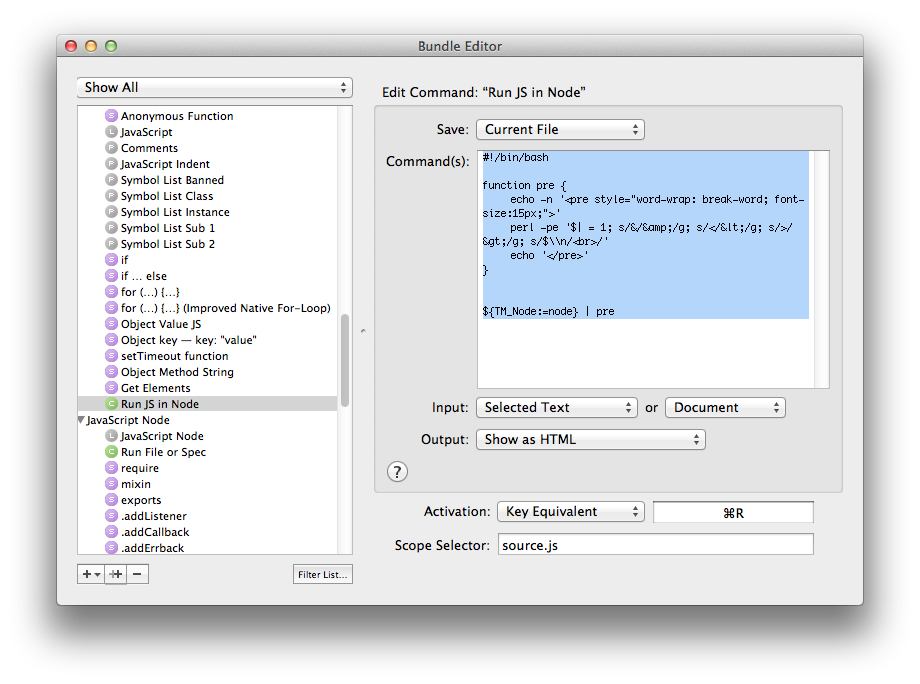 Bundle Editor
Show All
Anonymous Function
JavaScript
Comments
JavaScript Indent
Symbol List Banned
Symbol List Class
Symbol List Instance
Symbol List Sub 1
Symbol List Sub 2
if
if ... else
for (...) {...}
for (...) {...} (Improved Native For-Loop)
Object Value JS
Object key — key: "value"
setTimeout function
Object Method String
Get Elements
Run JS in Node
JavaScript Node
JavaScript Node
Run File or Spec
require
mixin
exports
.addListener
.addCallback
.addErrback
Filter List...
Edit Command: “Run JS in Node”
Save: Current File
Command(s):
#!/bin/bash
function pre {
echo -n '<pre style="word-wrap: break-word; font-
size:15px;">'
perl -pe '$| = 1; s/&/&amp;/g; s/</&lt;/g; s/>/
&gt;/g; s/$\\n/<br>/'
echo '</pre>'
}
${TM_Node:=node} | pre
Input: Selected Text or Document
Output: Show as HTML
?
Activation: Key Equivalent ⌘R
Scope Selector: source.js